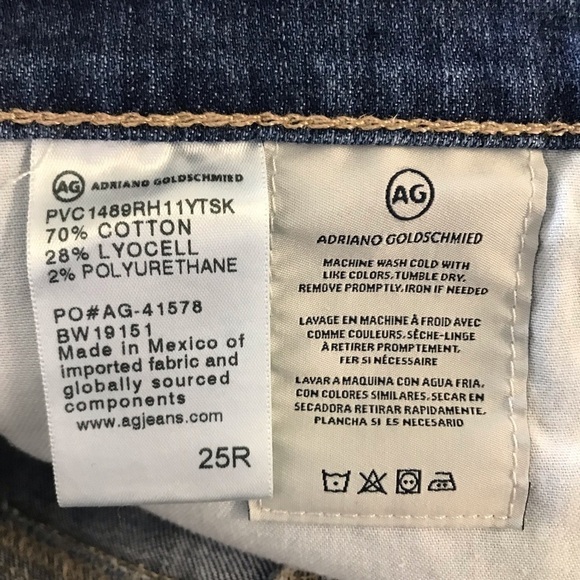 AG ADRIANO GOLDSCHMIED
PVC1489RH11YTSK
70% COTTON
28% LYOCELL
2% POLYURETHANE
PO#AG-41578
BW19151
Made in Mexico of
imported fabric and
globally sourced
components
www.agjeans.com
25R
AG
ADRIANO GOLDSCHMIED
MACHINE WASH COLD WITH
LIKE COLORS. TUMBLE DRY.
REMOVE PROMPTLY. IRON IF NEEDED
LAVAGE EN MACHINE À FROID AVEC
COMME COULEURS. SÈCHE-LINGE
À RETIRER PROMPTEMENT.
FER SI NÉCESSAIRE
LAVAR A MAQUINA CON AGUA FRIA,
CON COLORES SIMILARES. SECAR EN
SECADORA RETIRAR RAPIDAMENTE.
PLANCHA SI ES NECESARIO